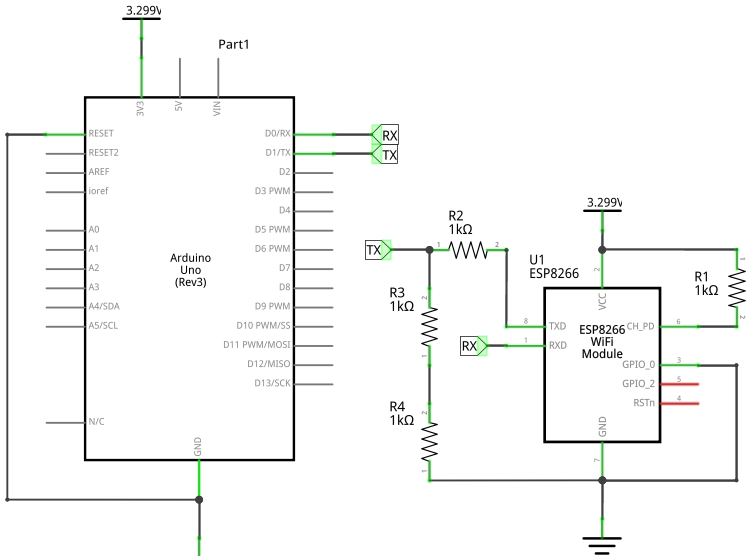 3.299V
Part1
3V3
5V
VIN
RESET
RESET2
AREF
ioref
A0
A1
A2
A3
A4/SDA
A5/SCL
N/C
Arduino
Uno
(Rev3)
D0/RX
D1/TX
D2
D3 PWM
D4
D5 PWM
D6 PWM
D7
D8
D9 PWM
D10 PWM/SS
D11 PWM/MOSI
D12/MISO
D13/SCK
GND
RX
TX
TX
R2
1kΩ
1
2
R3
1kΩ
2
1
R4
1kΩ
2
1
RX
3.299V
U1
ESP8266
2
VCC
8
TXD
1
RXD
ESP8266
WiFi
Module
CH_PD
6
GPIO_0
3
GPIO_2
5
RSTn
4
GND
7
R1
1kΩ
1
2